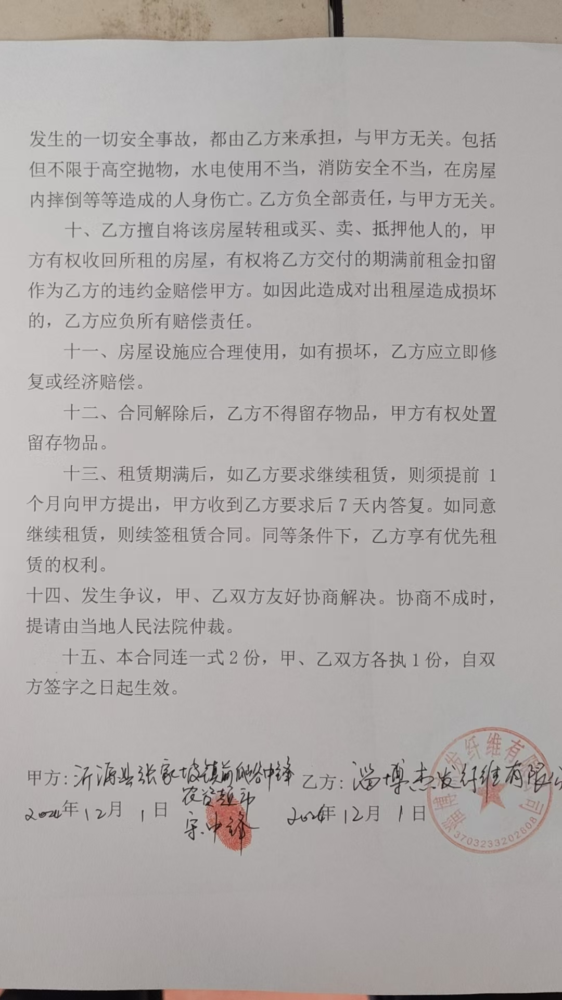 发生的一切安全事故，都由乙方来承担，与甲方无关。包括
但不限于高空抛物，水电使用不当，消防安全不当，在房屋
内摔倒等等造成的人身伤亡。乙方负全部责任，与甲方无关。
十、乙方擅自将该房屋转租或买、卖、抵押他人的，甲
方有权收回所租的房屋，有权将乙方交付的期满前租金扣留
作为乙方的违约金赔偿甲方。如因此造成对出租屋造成损坏
的，乙方应负所有赔偿责任。
十一、房屋设施应合理使用，如有损坏，乙方应立即修
复或经济赔偿。
十二、合同解除后，乙方不得留存物品，甲方有权处置
留存物品。
十三、租赁期满后，如乙方要求继续租赁，则须提前 1
个月向甲方提出，甲方收到乙方要求后 7 天内答复。如同意
继续租赁，则续签租赁合同。同等条件下，乙方享有优先租
赁的权利。
十四、发生争议，甲、乙双方友好协商解决。协商不成时，
提请由当地人民法院仲裁。
十五、本合同连一式 2 份，甲、乙双方各执 1 份，自双
方签字之日起生效。
甲方：沂源县张家坡镇前瓜峪中锋
农资超市
2024年 12月 1日
宋中锋
乙方：淄博杰发纤维有限
2024年 12月 1日
淄博 发纤维有限 司
3703233202608